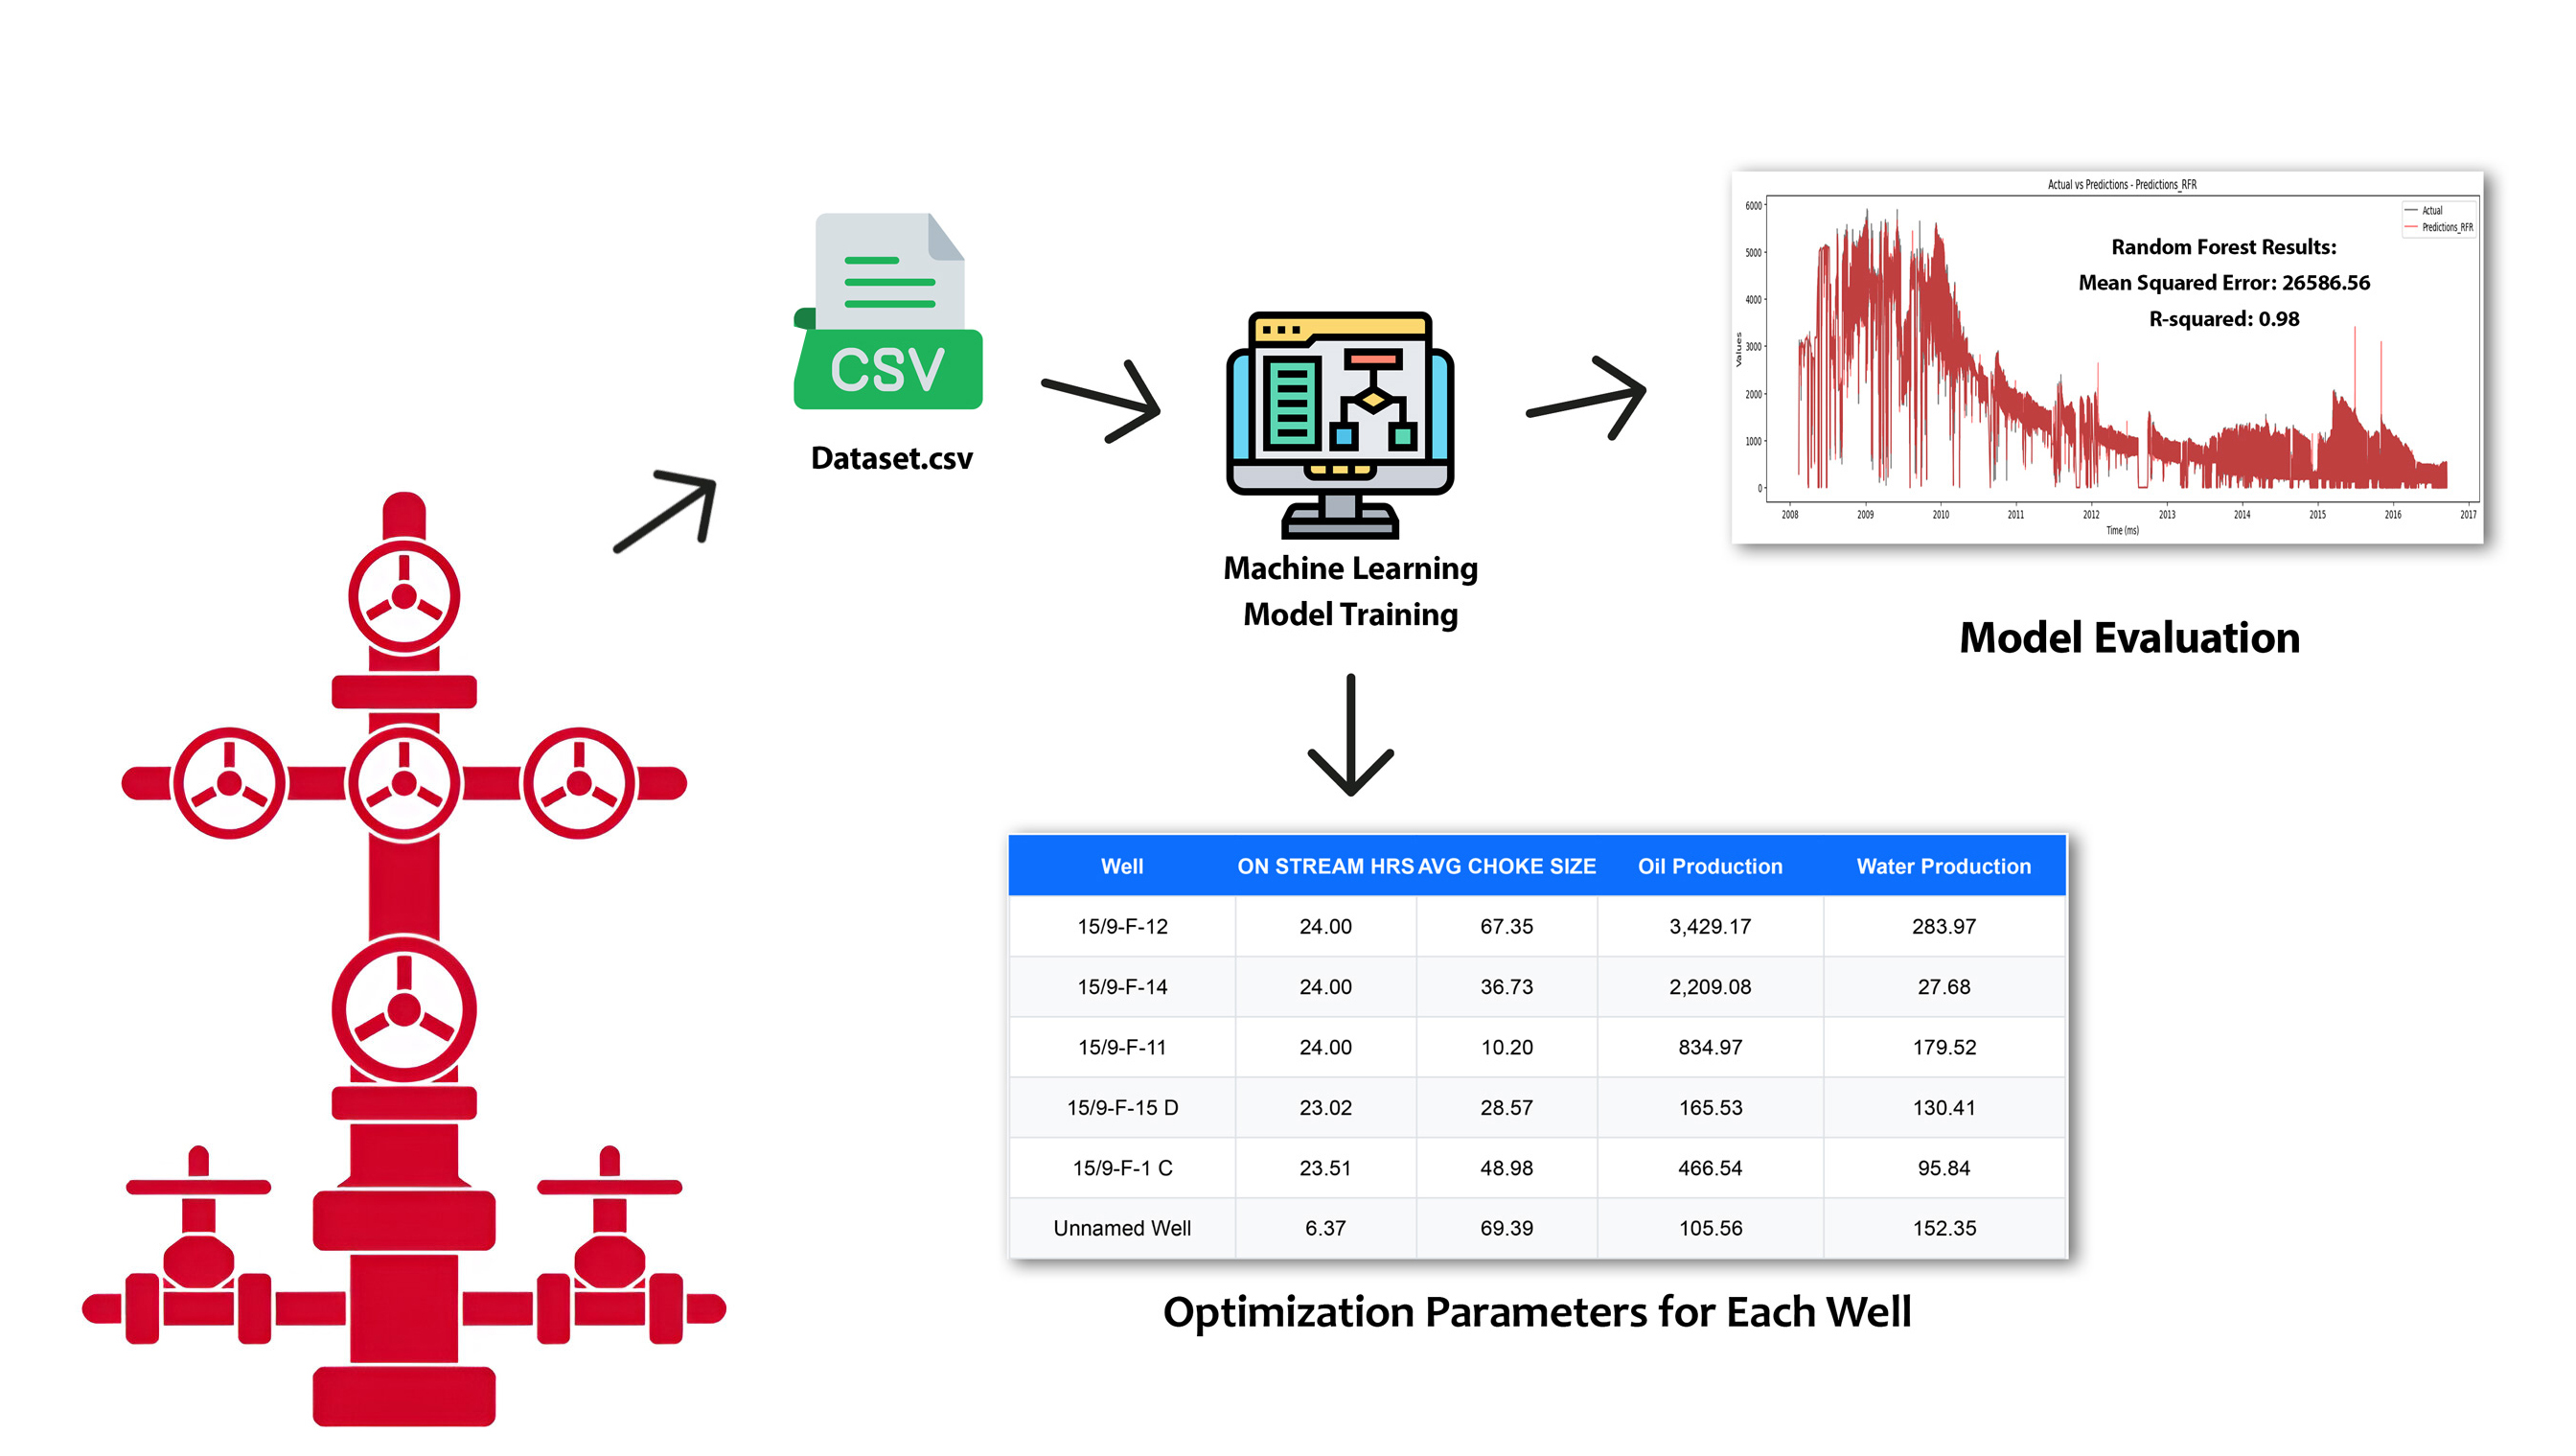 CSV
Dataset.csv
Machine Learning
Model Training
Actual vs Predictions - Predictions_RFR
Actual
Predictions_RFR
Random Forest Results:
Mean Squared Error: 26586.56
R-squared: 0.98
Values
6000
5000
4000
3000
2000
1000
0
2008 2009 2010 2011 2012 2013 2014 2015 2016 2017
Time (ms)
Model Evaluation
Well ON STREAM HRS AVG CHOKE SIZE Oil Production Water Production
15/9-F-12 24.00 67.35 3,429.17 283.97
15/9-F-14 24.00 36.73 2,209.08 27.68
15/9-F-11 24.00 10.20 834.97 179.52
15/9-F-15 D 23.02 28.57 165.53 130.41
15/9-F-1 C 23.51 48.98 466.54 95.84
Unnamed Well 6.37 69.39 105.56 152.35
Optimization Parameters for Each Well